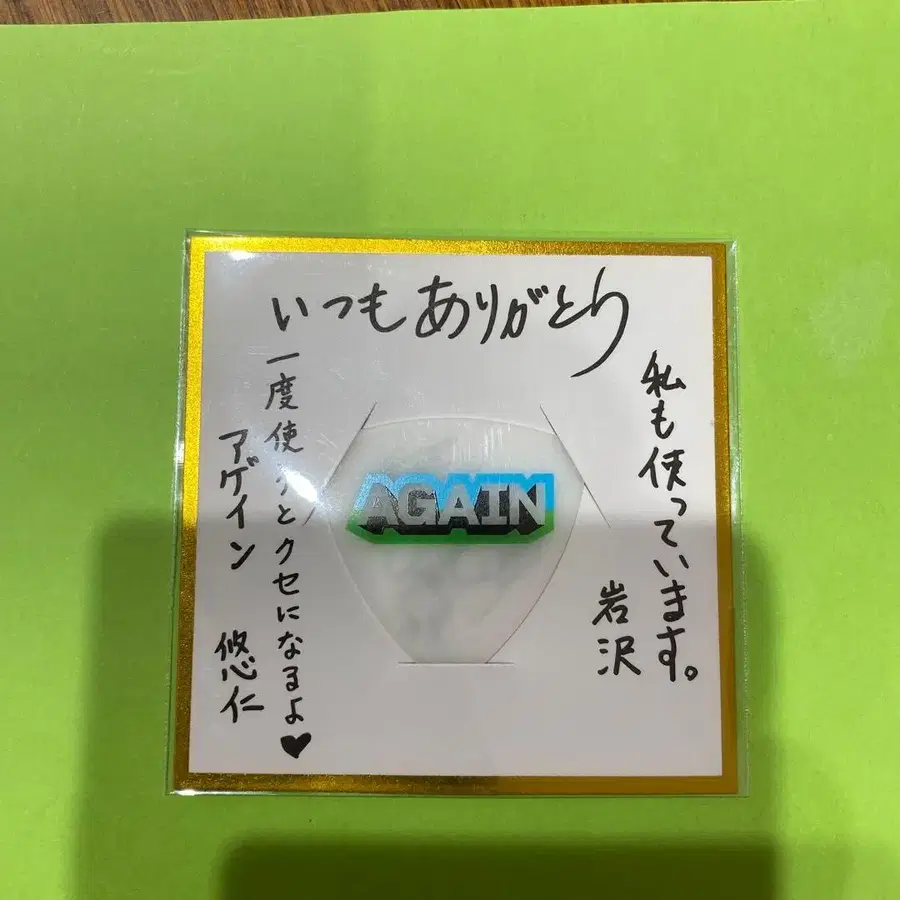 いつもありがとう
私も使っています。
岩沢
AGAIN
一度使うとクセになるよ♥
アゲイン 悠仁